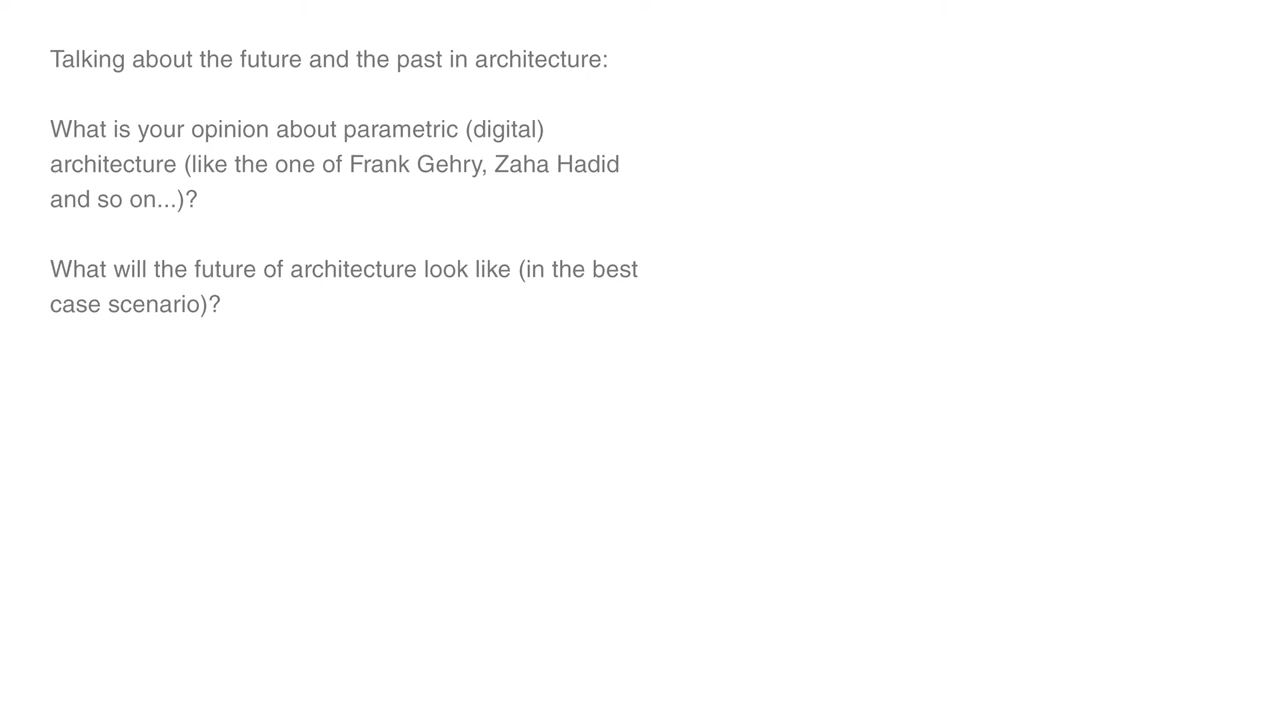 Talking about the future and the past in architecture:
What is your opinion about parametric (digital)
architecture (like the one of Frank Gehry, Zaha Hadid
and so on...)?
What will the future of architecture look like (in the best
case scenario)?